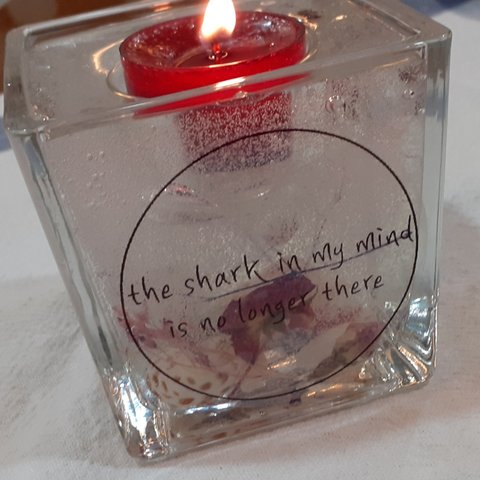 the shark in my mind
is no longer there